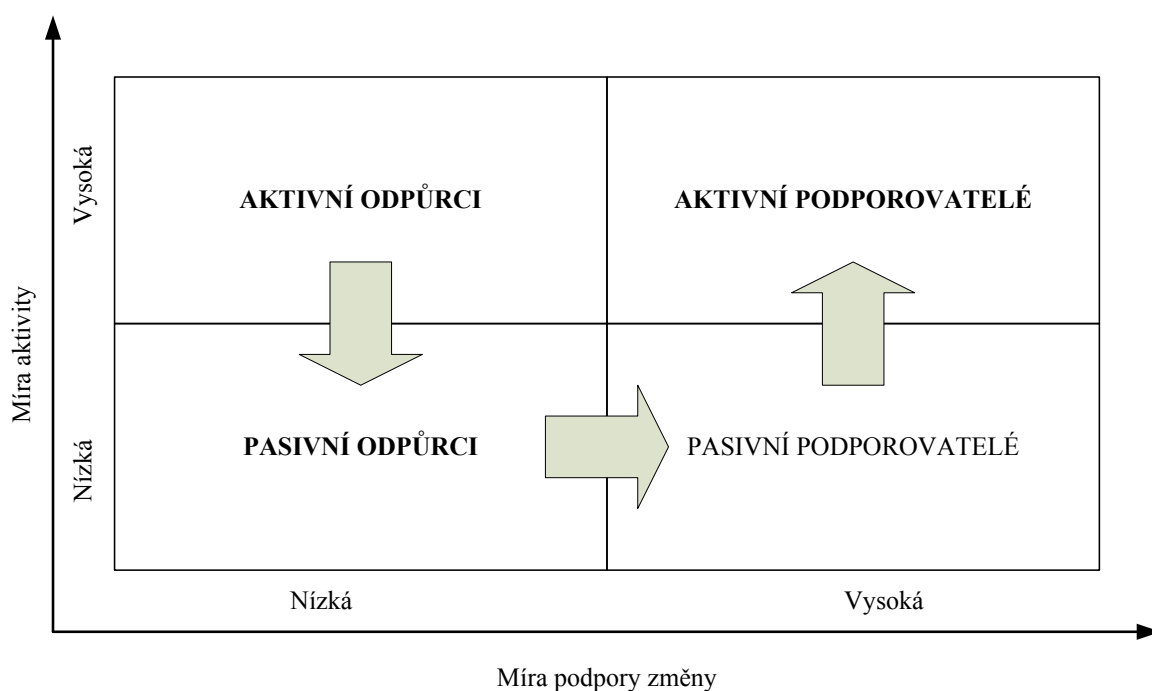 Míra aktivity
Vysoká
Nízká
AKTIVNÍ ODPŮRCI
AKTIVNÍ PODPOROVATELÉ
PASIVNÍ ODPŮRCI
PASIVNÍ PODPOROVATELÉ
Nízká
Vysoká
Míra podpory změny